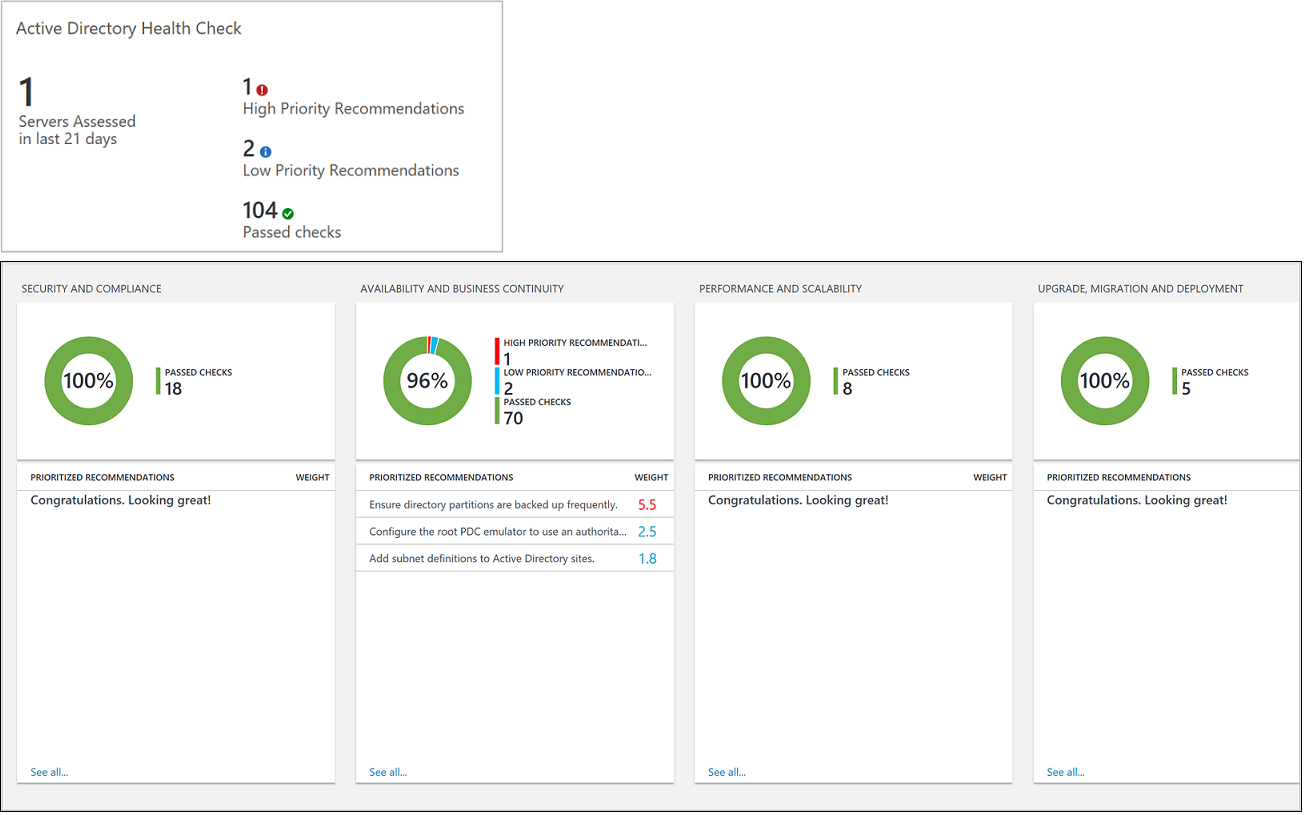 Active Directory Health Check
1
Servers Assessed
in last 21 days
1
High Priority Recommendations
2
Low Priority Recommendations
104
Passed checks
SECURITY AND COMPLIANCE
100%
PASSED CHECKS
18
PRIORITIZED RECOMMENDATIONS WEIGHT
Congratulations. Looking great!
See all...
AVAILABILITY AND BUSINESS CONTINUITY
96%
HIGH PRIORITY RECOMMENDATI...
1
LOW PRIORITY RECOMMENDATIO...
2
PASSED CHECKS
70
PRIORITIZED RECOMMENDATIONS WEIGHT
Ensure directory partitions are backed up frequently. 5.5
Configure the root PDC emulator to use an authorita... 2.5
Add subnet definitions to Active Directory sites. 1.8
See all...
PERFORMANCE AND SCALABILITY
100%
PASSED CHECKS
8
PRIORITIZED RECOMMENDATIONS WEIGHT
Congratulations. Looking great!
See all...
UPGRADE, MIGRATION AND DEPLOYMENT
100%
PASSED CHECKS
5
PRIORITIZED RECOMMENDATIONS
Congratulations. Looking great!
See all...